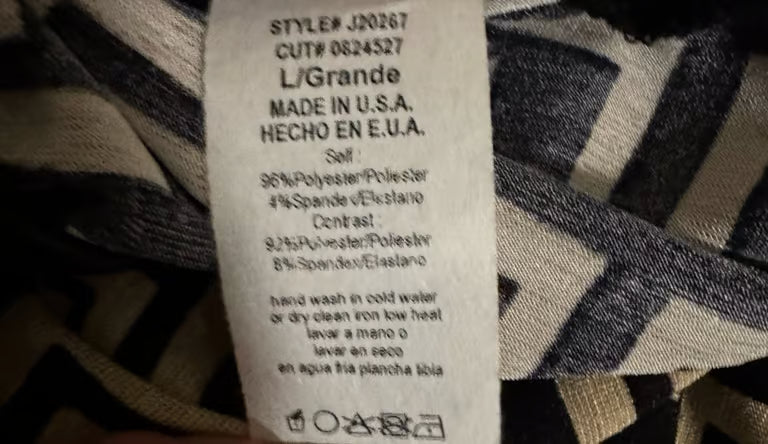 STYLE# J20267
CUT# 0824527
L/Grande
MADE IN U.S.A.
HECHO EN E.U.A.
Self :
96%Polyester/Poliester
4%Spandex/Elastano
Contrast :
92%Polyester/Poliester
8%Spandex/Elastano
hand wash in cold water
or dry clean iron low heat
lavar a mano o
lavar en seco
en agua fria plancha tibia